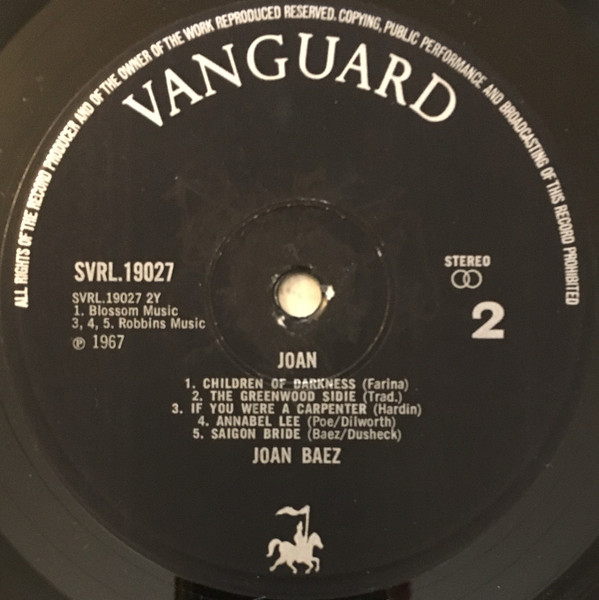 ALL RIGHTS OF THE RECORD PRODUCER AND OF THE OWNER OF THE WORK REPRODUCED RESERVED. COPYING, PUBLIC PERFORMANCE AND BROADCASTING OF THIS RECORD PROHIBITED
VANGUARD
SVRL.19027
STEREO
SVRL.19027 2Y
1. Blossom Music
3, 4, 5. Robbins Music
2
℗ 1967
JOAN
1. CHILDREN OF DARKNESS (Farina)
2. THE GREENWOOD SIDIE (Trad.)
3. IF YOU WERE A CARPENTER (Hardin)
4. ANNABEL LEE (Poe/Dilworth)
5. SAIGON BRIDE (Baez/Dusheck)
JOAN BAEZ